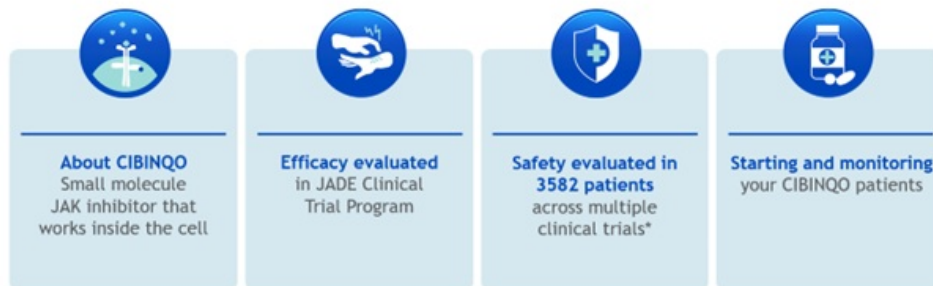 About CIBINQO
Small molecule
JAK inhibitor that
works inside the cell
Efficacy evaluated
in JADE Clinical
Trial Program
Safety evaluated in
3582 patients
across multiple
clinical trials*
Starting and monitoring
your CIBINQO patients